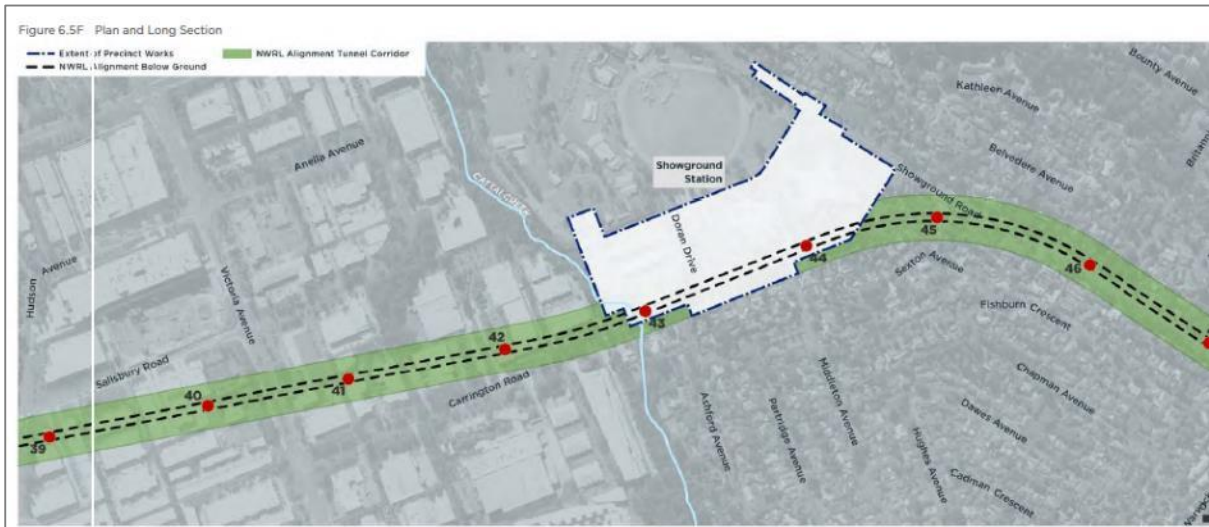 Figure 6.5F Plan and Long Section
Extent of Precinct Works
NWRL Alignment Tunnel Corridor
NWRL Alignment Below Ground
Bounty Avenue
Kathleen Avenue
Anella Avenue
Belvedere Avenue
Showground
Station
CATTAI CREEK
Showground Road
Doran Drive
45
44
Sexton Avenue
46
Hudson
Avenue
Victoria Avenue
Fishburn Crescent
43
42
Salisbury Road
41
40
Carrington Road
Middleton Avenue
Chapman Avenue
39
Ashford Avenue
Partridge Avenue
Dawes Avenue
Hughes Avenue
Cadman Crescent